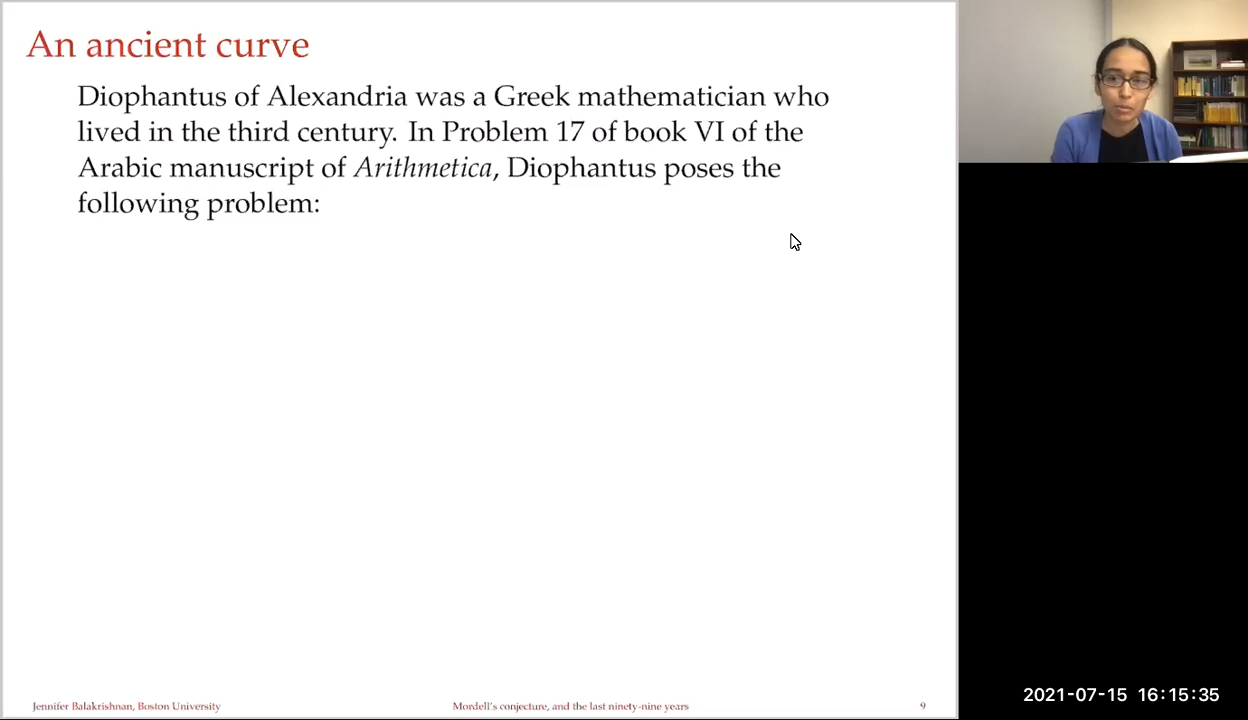 An ancient curve
Diophantus of Alexandria was a Greek mathematician who
lived in the third century. In Problem 17 of book VI of the
Arabic manuscript of Arithmetica, Diophantus poses the
following problem:
Jennifer Balakrishnan, Boston University
Mordell's conjecture, and the last ninety-nine years
9
2021-07-15 16:15:35